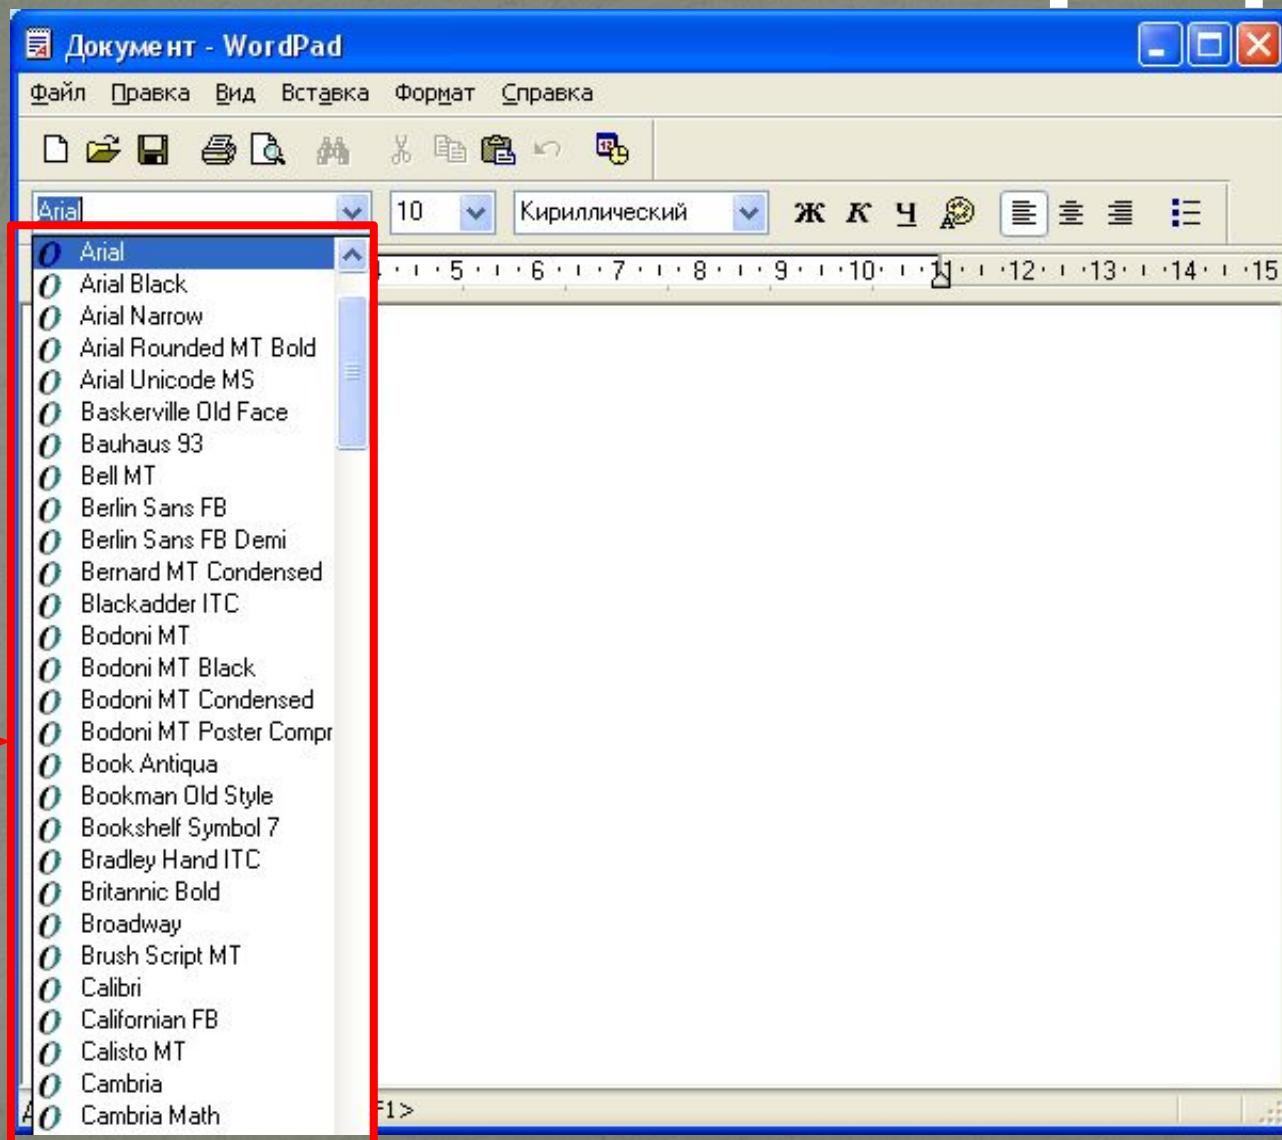 Документ - WordPad
Файл Правка Вид Вставка Формат Справка
Arial 10 Кириллический Ж К Ч
5 6 7 8 9 10 11 12 13 14 15
Arial
Arial Black
Arial Narrow
Arial Rounded MT Bold
Arial Unicode MS
Baskerville Old Face
Bauhaus 93
Bell MT
Berlin Sans FB
Berlin Sans FB Demi
Bernard MT Condensed
Blackadder ITC
Bodoni MT
Bodoni MT Black
Bodoni MT Condensed
Bodoni MT Poster Compr
Book Antiqua
Bookman Old Style
Bookshelf Symbol 7
Bradley Hand ITC
Britannic Bold
Broadway
Brush Script MT
Calibri
Californian FB
Calisto MT
Cambria
Cambria Math
F1>